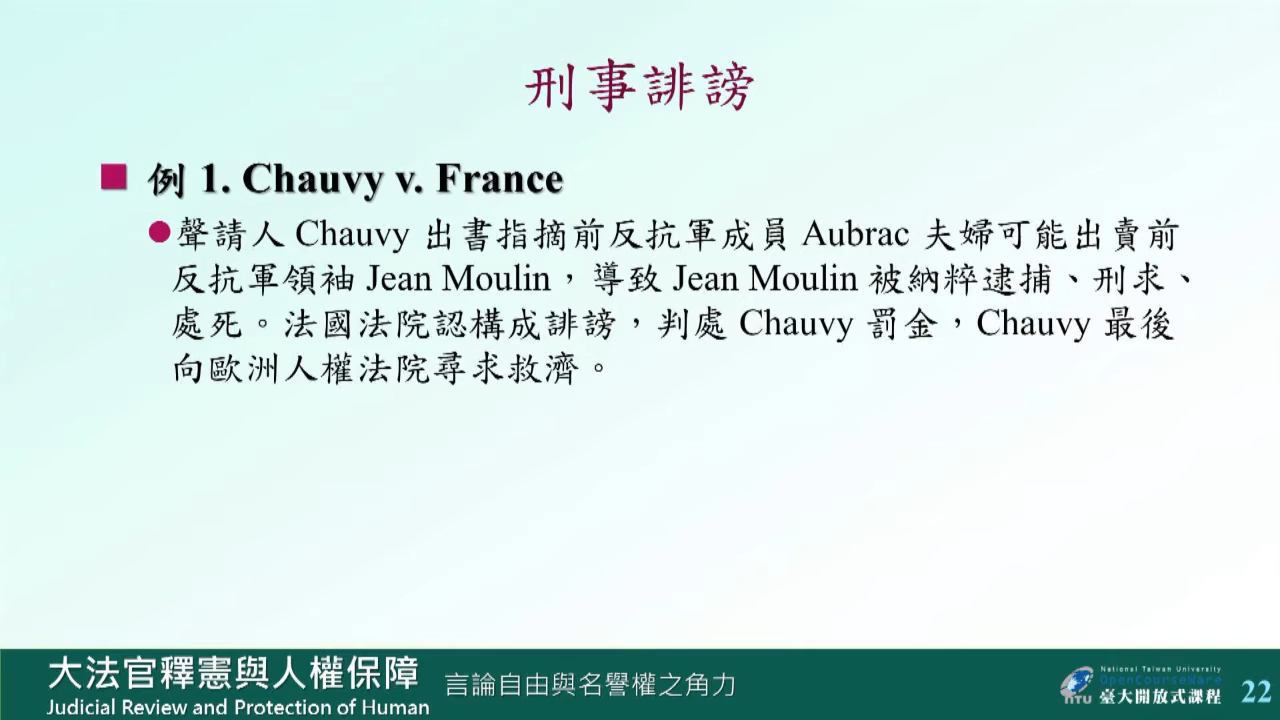 刑事誹謗
例 1. Chauvy v. France
聲請人 Chauvy 出書指摘前反抗軍成員 Aubrac 夫婦可能出賣前
反抗軍領袖 Jean Moulin，導致 Jean Moulin 被納粹逮捕、刑求、
處死。法國法院認構成誹謗，判處 Chauvy 罰金，Chauvy 最後
向歐洲人權法院尋求救濟。
大法官釋憲與人權保障
Judicial Review and Protection of Human
言論自由與名譽權之角力
National Taiwan University
OpenCourseWare
NTU 臺大開放式課程
22